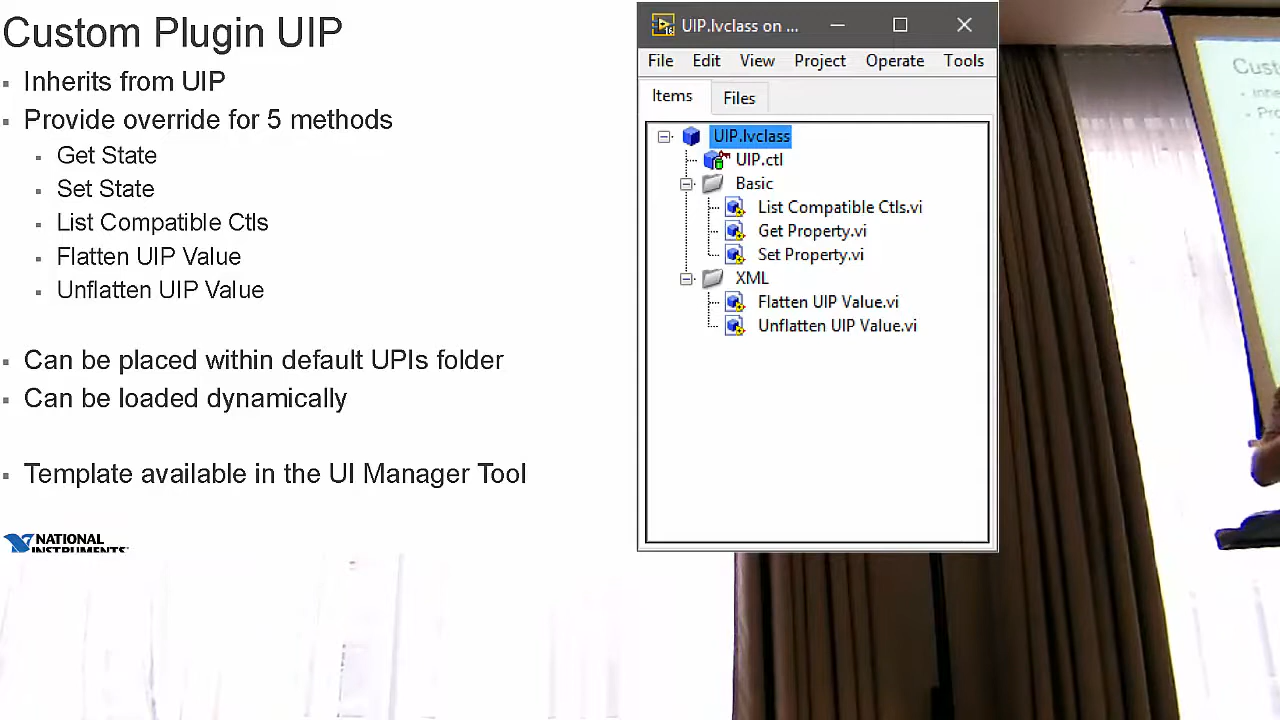 Custom Plugin UIP
Inherits from UIP
Provide override for 5 methods
Get State
Set State
List Compatible Ctls
Flatten UIP Value
Unflatten UIP Value
Can be placed within default UPIs folder
Can be loaded dynamically
Template available in the UI Manager Tool
NATIONAL
INSTRUMENTS
UIP.lvclass on ...
File Edit View Project Operate Tools
Items Files
UIP.lvclass
UIP.ctl
Basic
List Compatible Ctls.vi
Get Property.vi
Set Property.vi
XML
Flatten UIP Value.vi
Unflatten UIP Value.vi